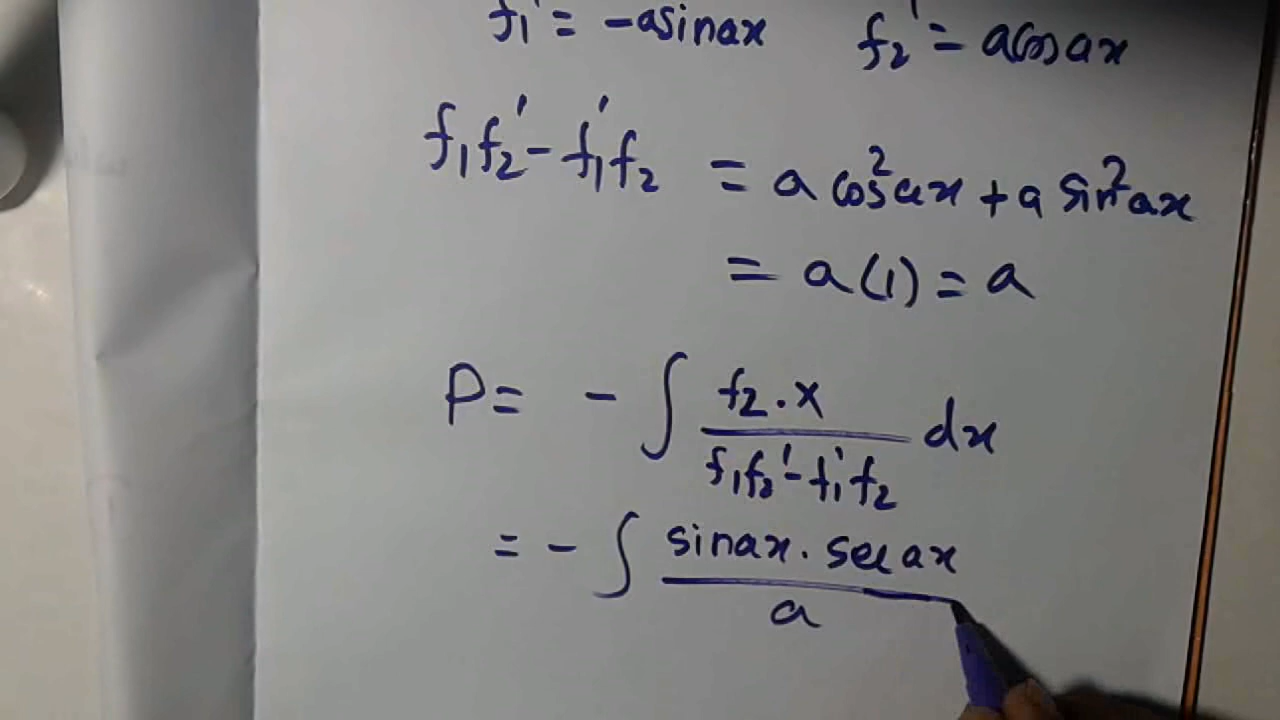 f₁' = -asinax f₂' = acosax
f₁f₂' - f₁'f₂ = a cos²ax + a sin²ax
= a(1) = a
P = - ∫ (f₂ . X)/(f₁f₂' - f₁'f₂) dx
= - ∫ (sinax . secax)/a